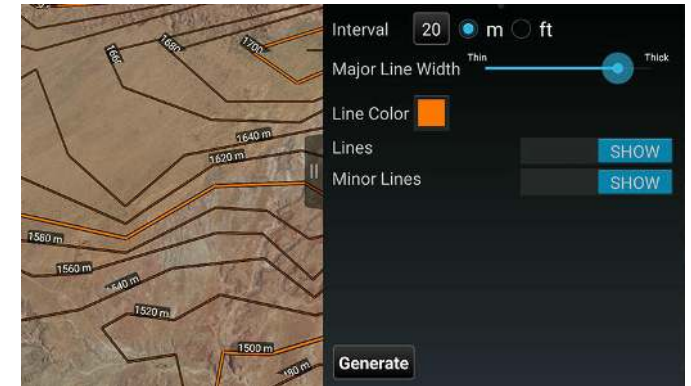 1660
1680
1700
1640 m
1620 m
1580 m
1560 m
1540 m
1520 m
1500 m
Interval 20 m ft
Major Line Width Thin Thick
Line Color
Lines SHOW
Minor Lines SHOW
Generate